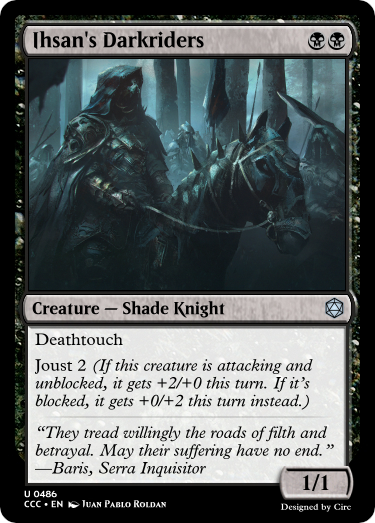 Ihsan's Darkriders
Creature — Shade Knight
Deathtouch
Joust 2 (If this creature is attacking and
unblocked, it gets +2/+0 this turn. If it's
blocked, it gets +0/+2 this turn instead.)
“They tread willingly the roads of filth and
betrayal. May their suffering have no end.”
—Baris, Serra Inquisitor
1/1
U 0486
CCC • EN Juan Pablo Roldan
Designed by Circ